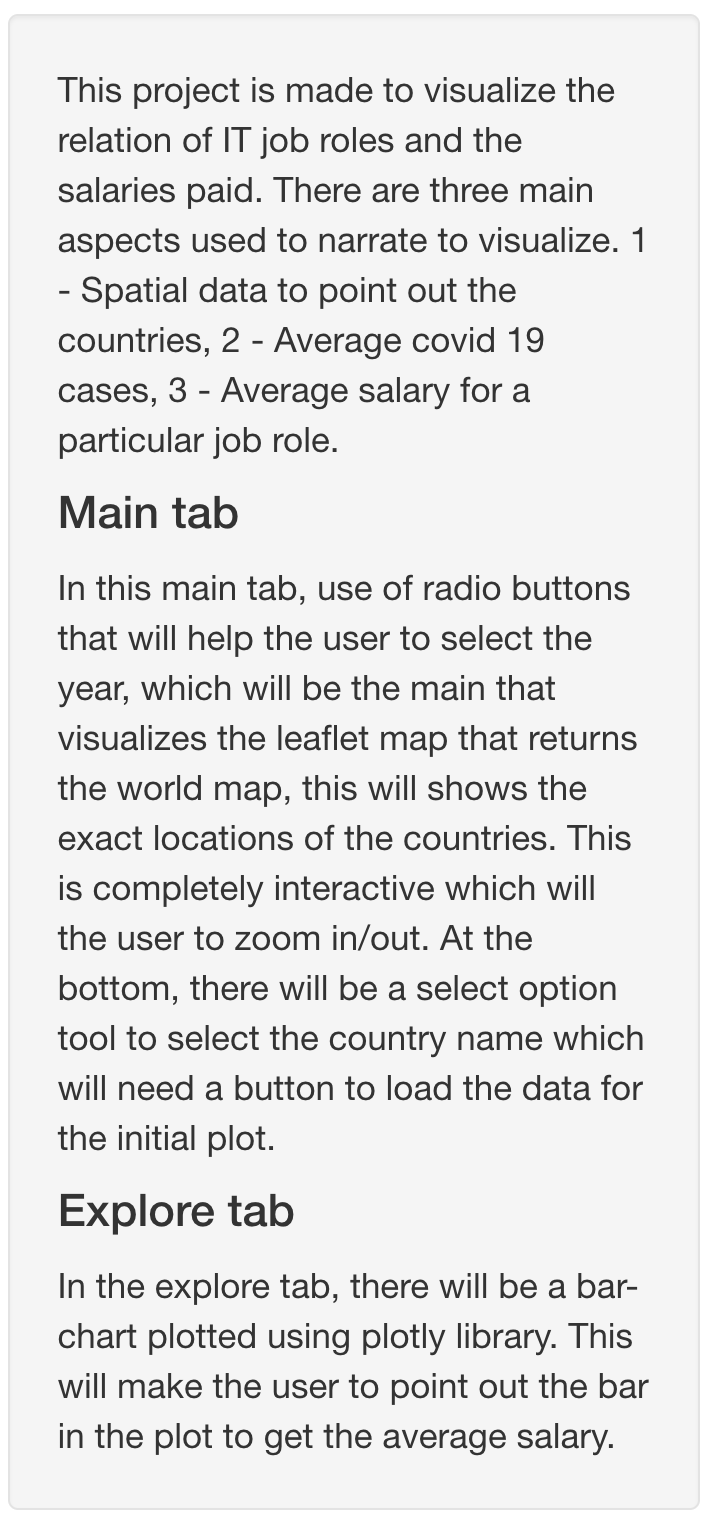 This project is made to visualize the
relation of IT job roles and the
salaries paid. There are three main
aspects used to narrate to visualize. 1
- Spatial data to point out the
countries, 2 - Average covid 19
cases, 3 - Average salary for a
particular job role.
Main tab
In this main tab, use of radio buttons
that will help the user to select the
year, which will be the main that
visualizes the leaflet map that returns
the world map, this will shows the
exact locations of the countries. This
is completely interactive which will
the user to zoom in/out. At the
bottom, there will be a select option
tool to select the country name which
will need a button to load the data for
the initial plot.
Explore tab
In the explore tab, there will be a bar-
chart plotted using plotly library. This
will make the user to point out the bar
in the plot to get the average salary.